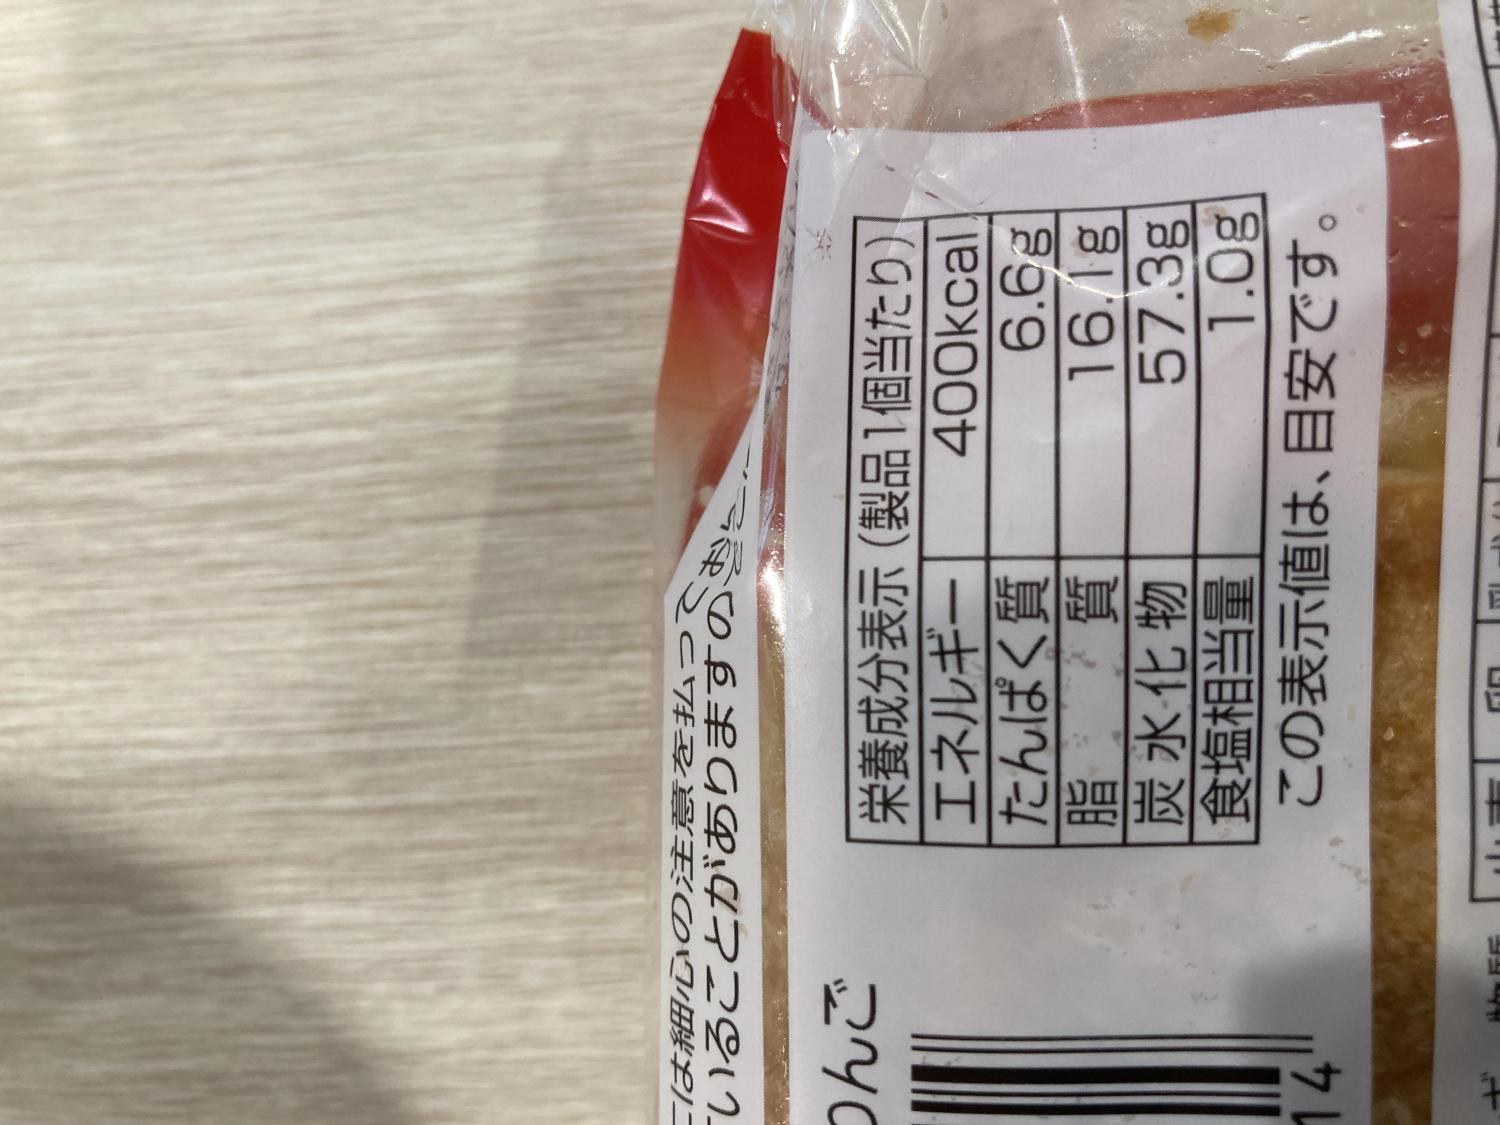 には細心の注意を払って
いることがありますの
栄養成分表示(製品1個当たり)
エネルギー 400kcal
たんぱく質 6.6g
脂質 16.1g
炭水化物 57.3g
食塩相当量 1.0g
この表示値は、目安です。
んご
14
卵